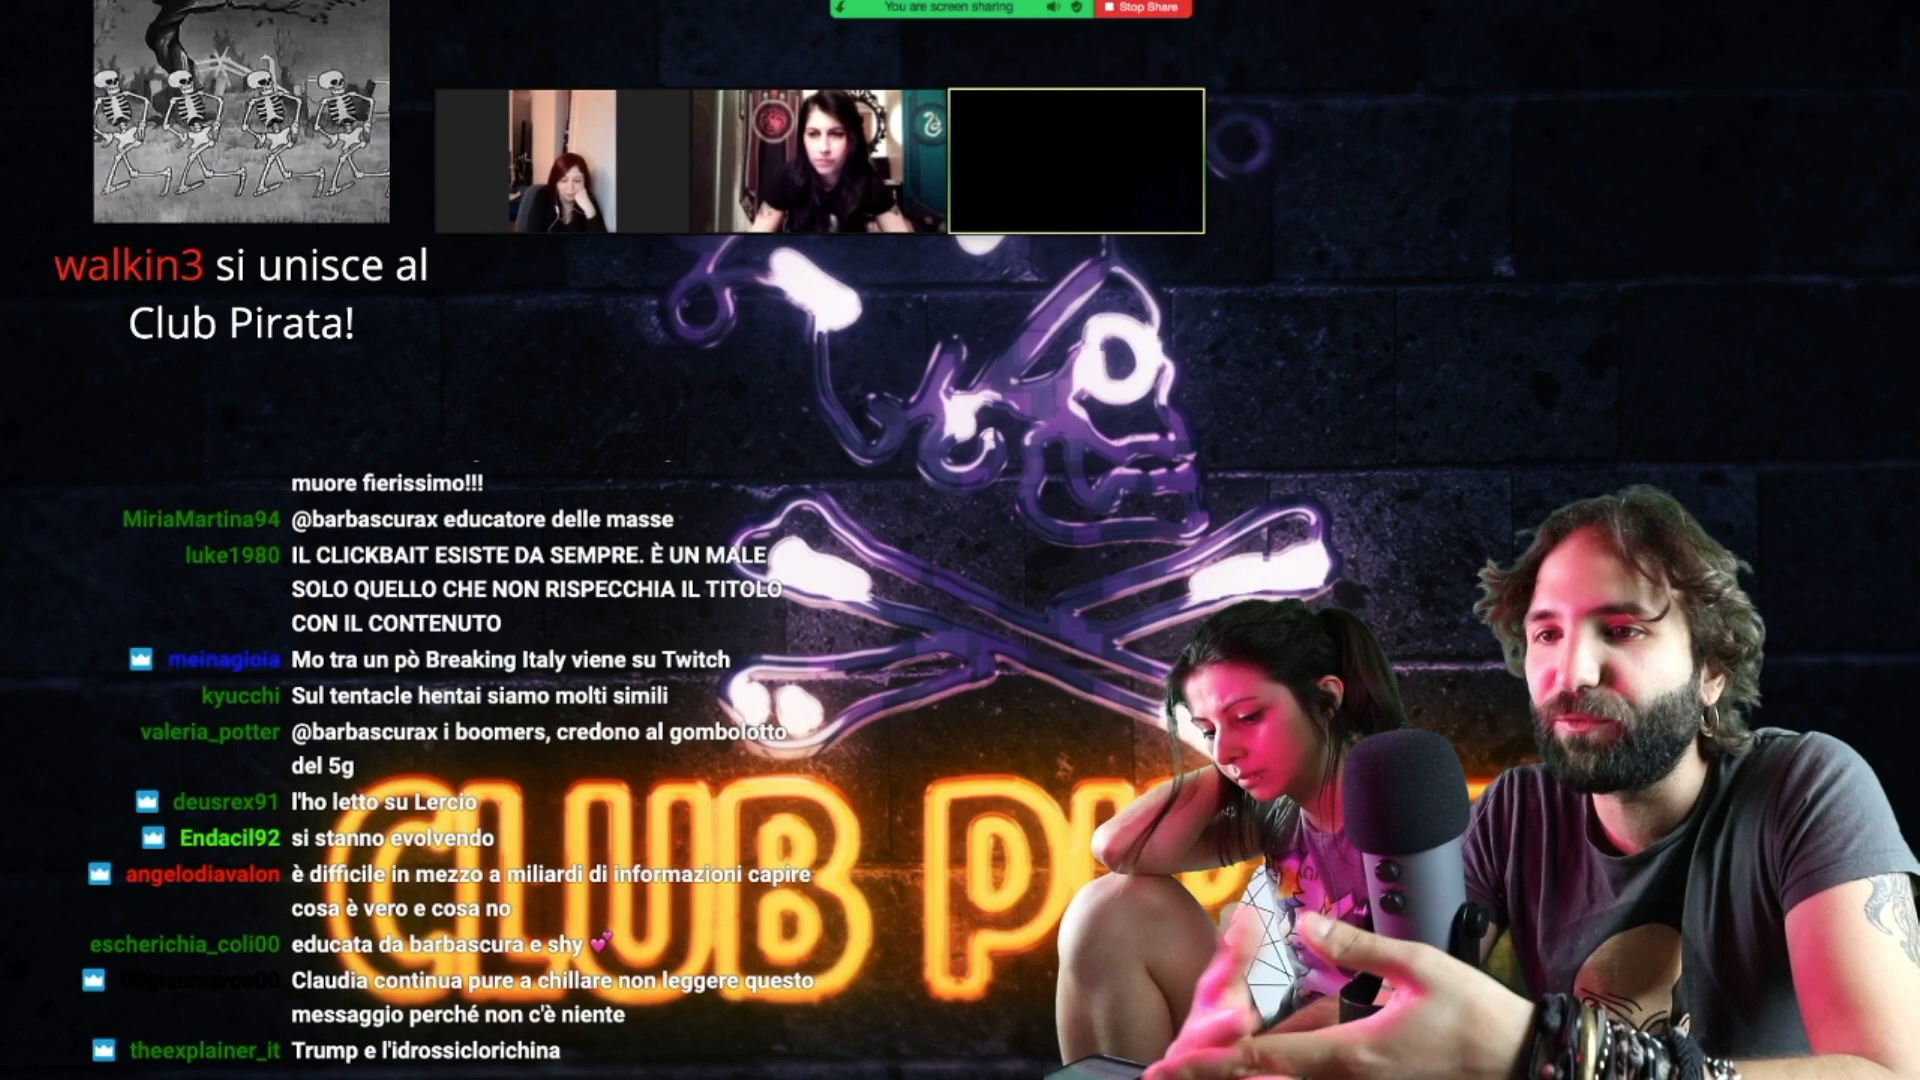 You are screen sharing
Stop Share
walkin3 si unisce al
Club Pirata!
muore fierissimo!!!
MiriaMartina94 @barbascurax educatore delle masse
luke1980 IL CLICKBAIT ESISTE DA SEMPRE. È UN MALE
SOLO QUELLO CHE NON RISPECCHIA IL TITOLO
CON IL CONTENUTO
meinagioia Mo tra un pò Breaking Italy viene su Twitch
kyucchi Sul tentacle hentai siamo molti simili
valeria_potter @barbascurax i boomers, credono al gombolotto
del 5g
deusrex91 l'ho letto su Lercio
Endacil92 si stanno evolvendo
angelodiavalon è difficile in mezzo a miliardi di informazioni capire
cosa è vero e cosa no
escherichia_coli00 educata da barbascura e shy 💕
Claudia continua pure a chillare non leggere questo
messaggio perché non c'è niente
theexplainer_it Trump e l'idrossiclorichina
CLUB